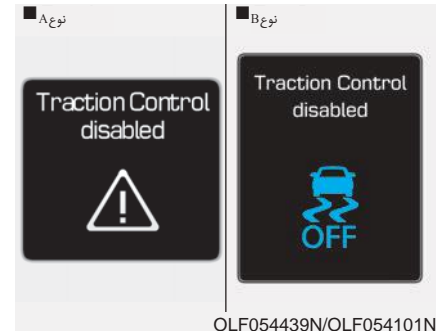 ■ نوعA
■ نوعB
Traction Control
disabled
Traction Control
disabled
OFF
OLF054439N/OLF054101N